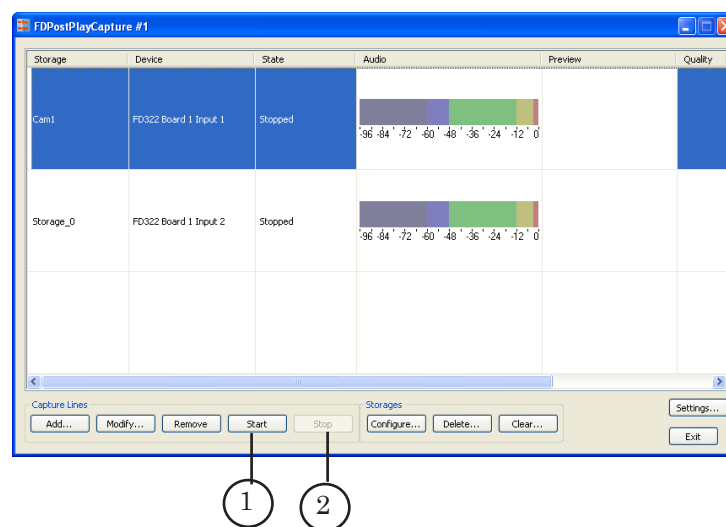 FDPostPlayCapture #1
Storage Device State Audio Preview Quality
Cam1 FD322 Board 1 Input 1 Stopped
-96 -84 -72 -60 -48 -36 -24 -12 0
Storage_0 FD322 Board 1 Input 2 Stopped
-96 -84 -72 -60 -48 -36 -24 -12 0
Capture Lines Storages
Add... Modify... Remove Start Stop Configure... Delete... Clear... Settings...
Exit
1 2